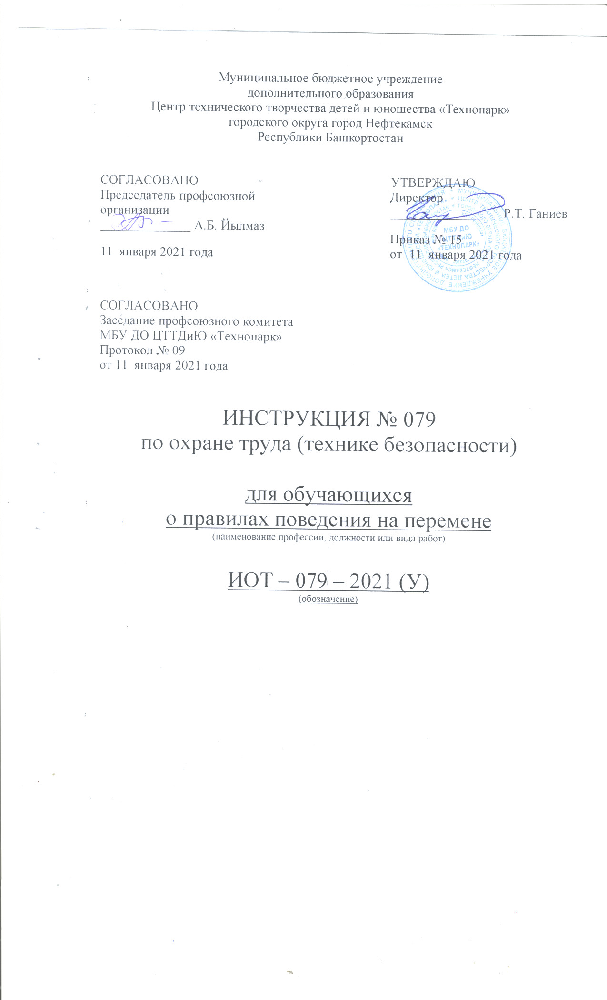 Муниципальное бюджетное учреждение
дополнительного образования
Центр технического творчества детей и юношества «Технопарк»
городского округа город Нефтекамск
Республики Башкортостан
СОГЛАСОВАНО
Председатель профсоюзной
организации
А.Б. Йылмаз
11 января 2021 года
УТВЕРЖДАЮ
Директор
Р.Т. Ганиев
Приказ № 15
от 11 января 2021 года
МБУ ДО
ЦТТДиЮ
«ТЕХНОПАРК»
СОГЛАСОВАНО
Заседание профсоюзного комитета
МБУ ДО ЦТТДиЮ «Технопарк»
Протокол № 09
от 11 января 2021 года
ИНСТРУКЦИЯ № 079
по охране труда (технике безопасности)
для обучающихся
о правилах поведения на перемене
(наименование профессии, должности или вида работ)
ИОТ – 079 – 2021 (У)
(обозначение)